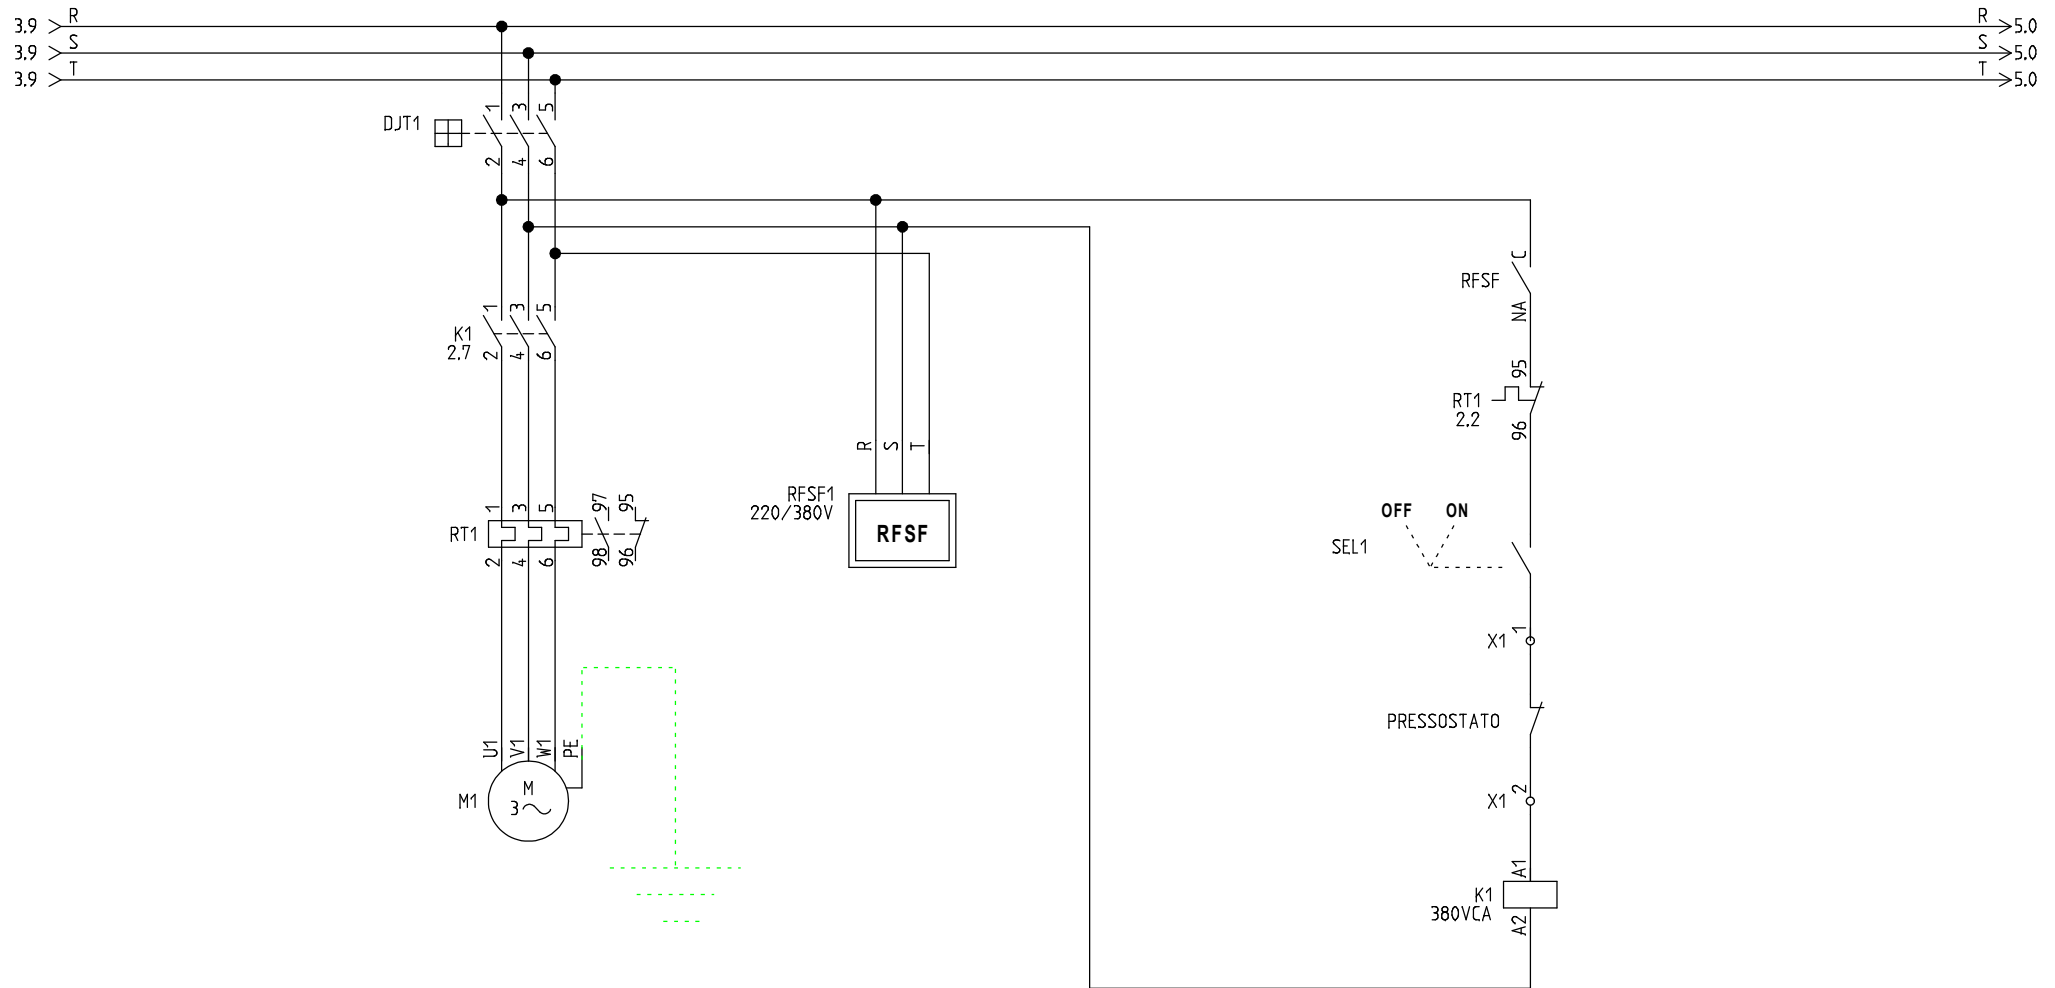 3.9 R R 5.0
3.9 S S 5.0
3.9 T T 5.0
1 3 5
DJT1
2 4 6
C
RFSF
NA
1 3 5
K1
2.7
2 4 6
95
RT1
2.2
96
R S T
RFSF1
220/380V
RFSF
1 3 5 97 95
RT1
2 4 6 98 96
OFF ON
SEL1
1
X1
PRESSOSTATO
U1 V1 W1 PE
M1
M
3
2
X1
A1
K1
380VCA
A2